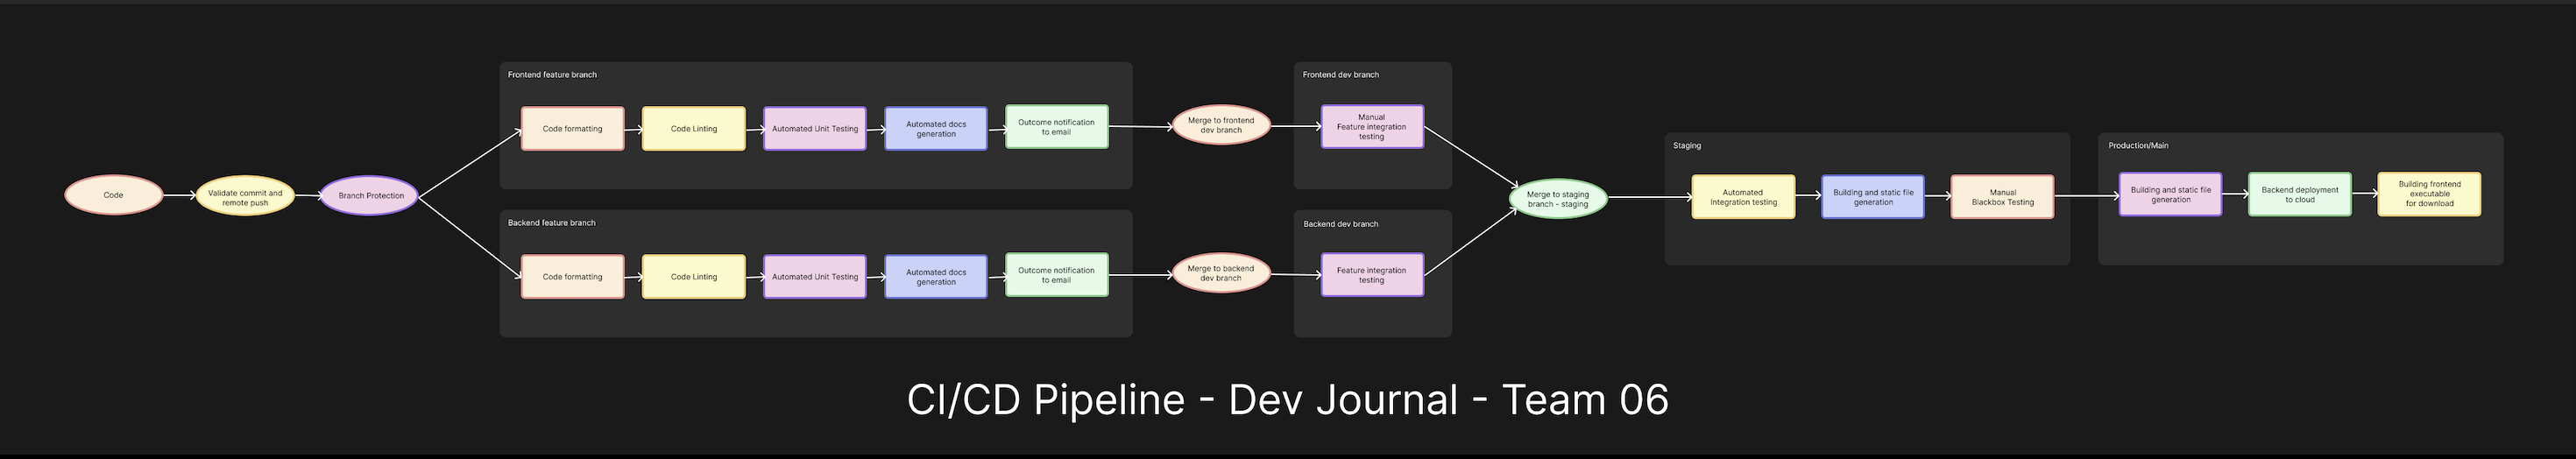 Code
Validate commit and
remote push
Branch Protection
Frontend feature branch
Code formatting
Code Linting
Automated Unit Testing
Automated docs
generation
Outcome notification
to email
Merge to frontend
dev branch
Frontend dev branch
Manual
Feature integration
testing
Backend feature branch
Code formatting
Code Linting
Automated Unit Testing
Automated docs
generation
Outcome notification
to email
Merge to backend
dev branch
Backend dev branch
Feature integration
testing
Merge to staging
branch - staging
Staging
Automated
Integration testing
Building and static file
generation
Manual
Blackbox Testing
Production/Main
Building and static file
generation
Backend deployment
to cloud
Building frontend
executable
for download
CI/CD Pipeline - Dev Journal - Team 06